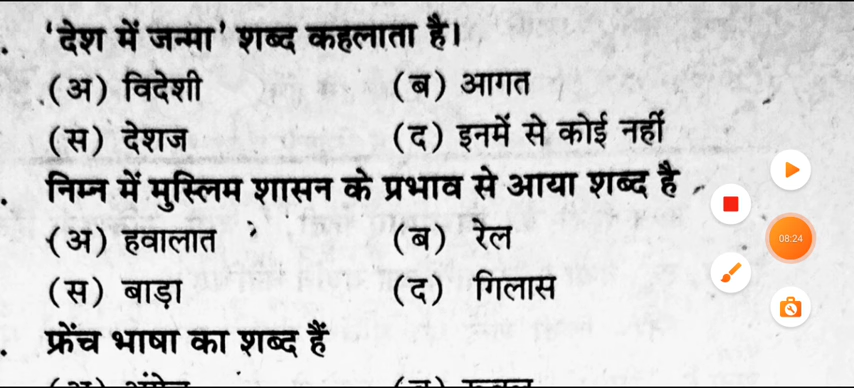 . 'देश में जन्मा' शब्द कहलाता है।
(अ) विदेशी (ब) आगत
(स) देशज (द) इनमें से कोई नहीं
. निम्न में मुस्लिम शासन के प्रभाव से आया शब्द है
(अ) हवालात (ब) रेल
(स) बाड़ा (द) गिलास
. फ्रेंच भाषा का शब्द हैं
08:24